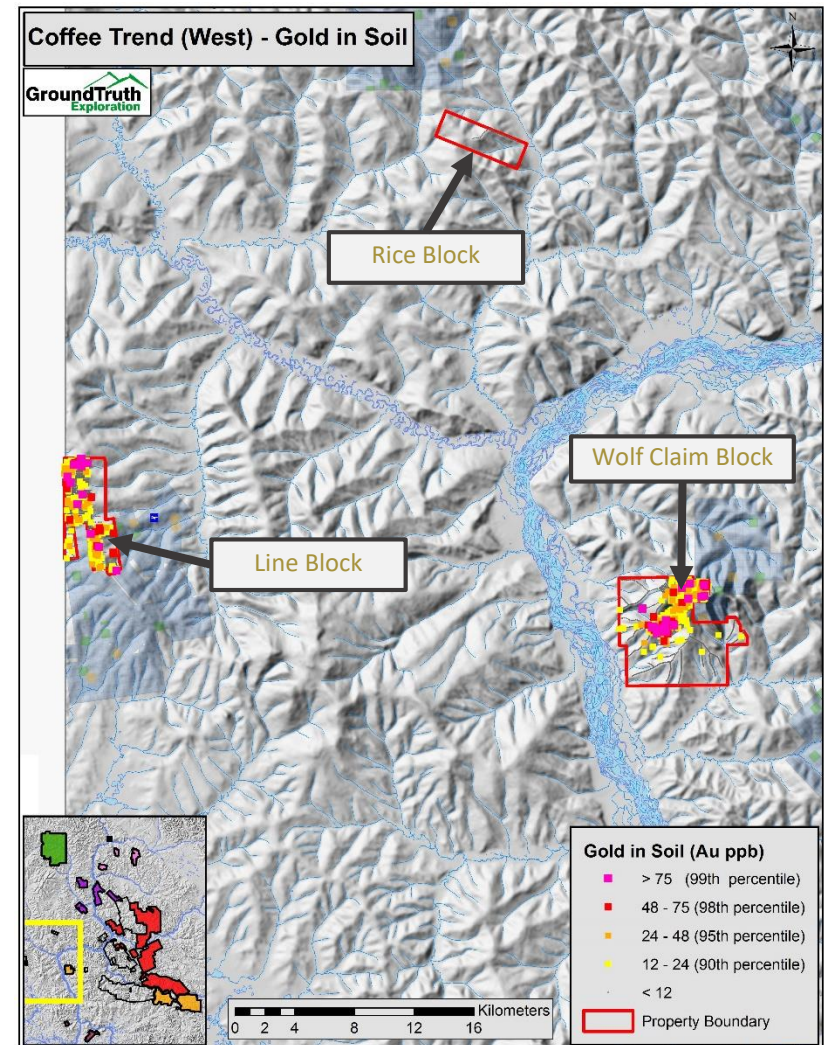 Coffee Trend (West) - Gold in Soil
N
GroundTruth
Exploration
Rice Block
Wolf Claim Block
Line Block
Gold in Soil (Au ppb)
> 75 (99th percentile)
48 - 75 (98th percentile)
24 - 48 (95th percentile)
12 - 24 (90th percentile)
< 12
Property Boundary
Kilometers
0 2 4 8 12 16